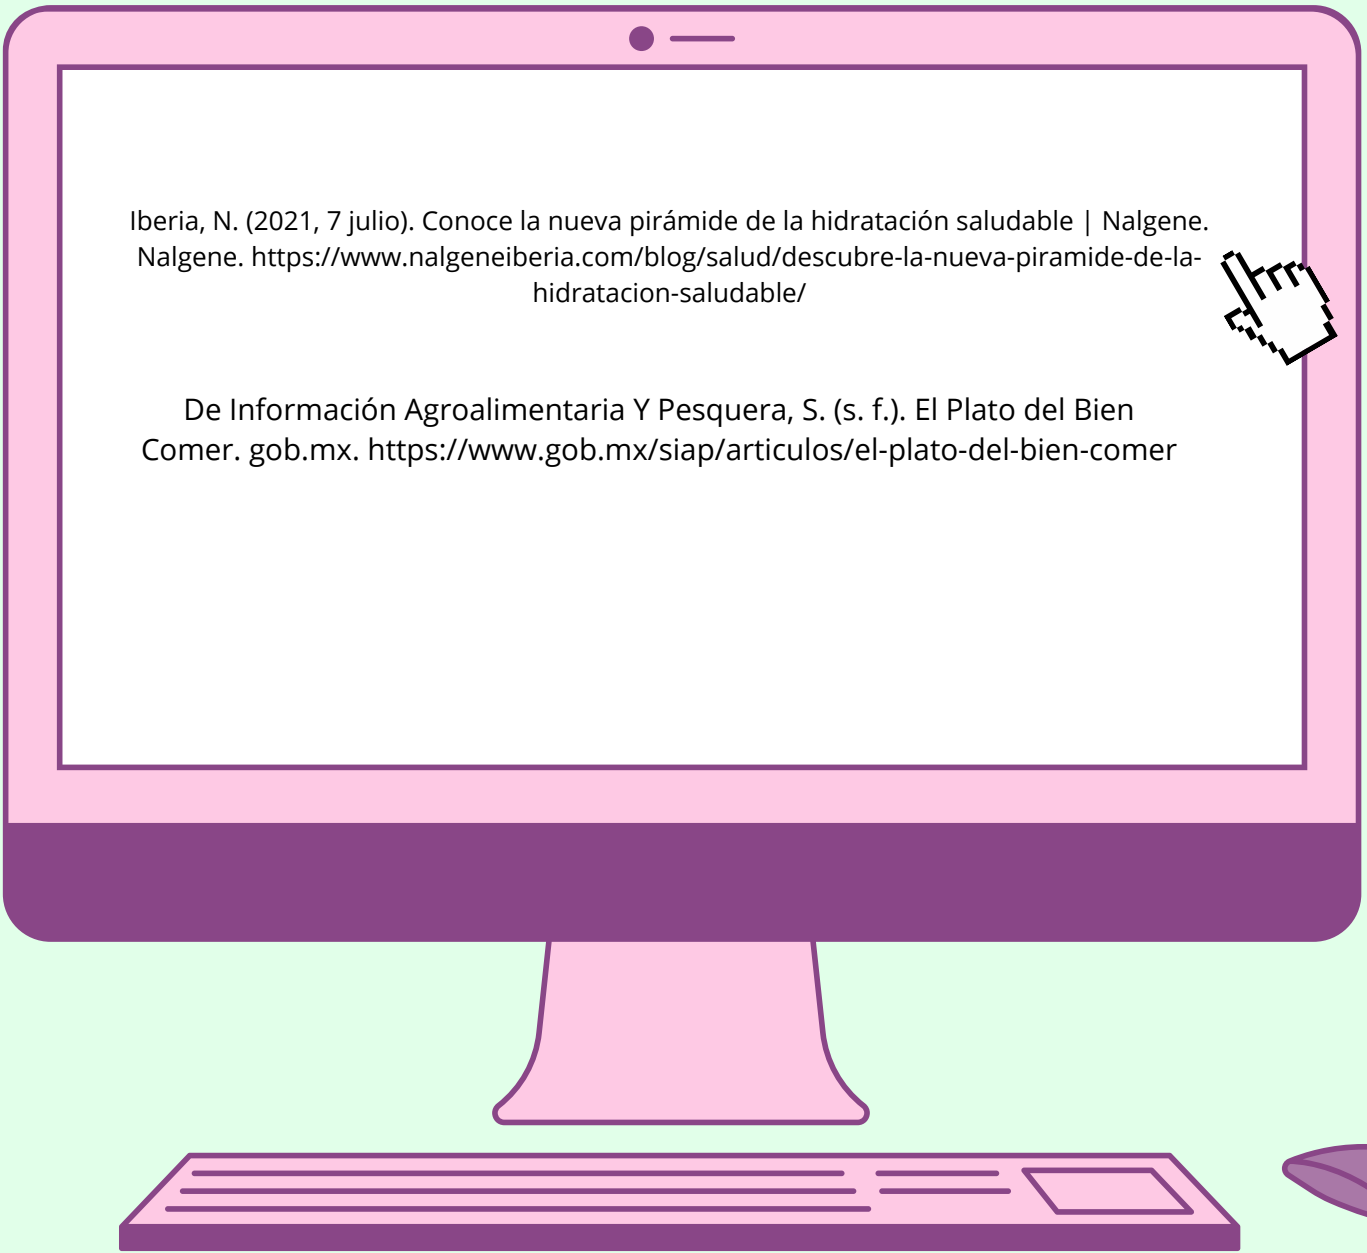 Iberia, N. (2021, 7 julio). Conoce la nueva pirámide de la hidratación saludable | Nalgene.
Nalgene. https://www.nalgeneiberia.com/blog/salud/descubre-la-nueva-piramide-de-la-
hidratacion-saludable/
De Información Agroalimentaria Y Pesquera, S. (s. f.). El Plato del Bien
Comer. gob.mx. https://www.gob.mx/siap/articulos/el-plato-del-bien-comer